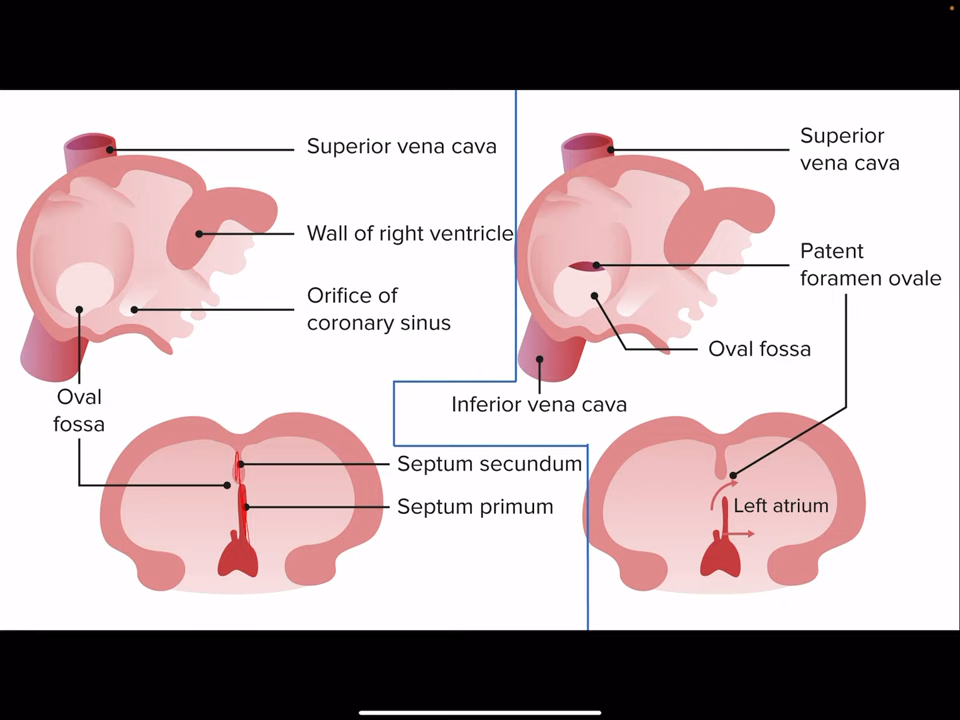 Superior vena cava
Wall of right ventricle
Orifice of
coronary sinus
Oval
fossa
Septum secundum
Septum primum
Superior
vena cava
Patent
foramen ovale
Oval fossa
Inferior vena cava
Left atrium